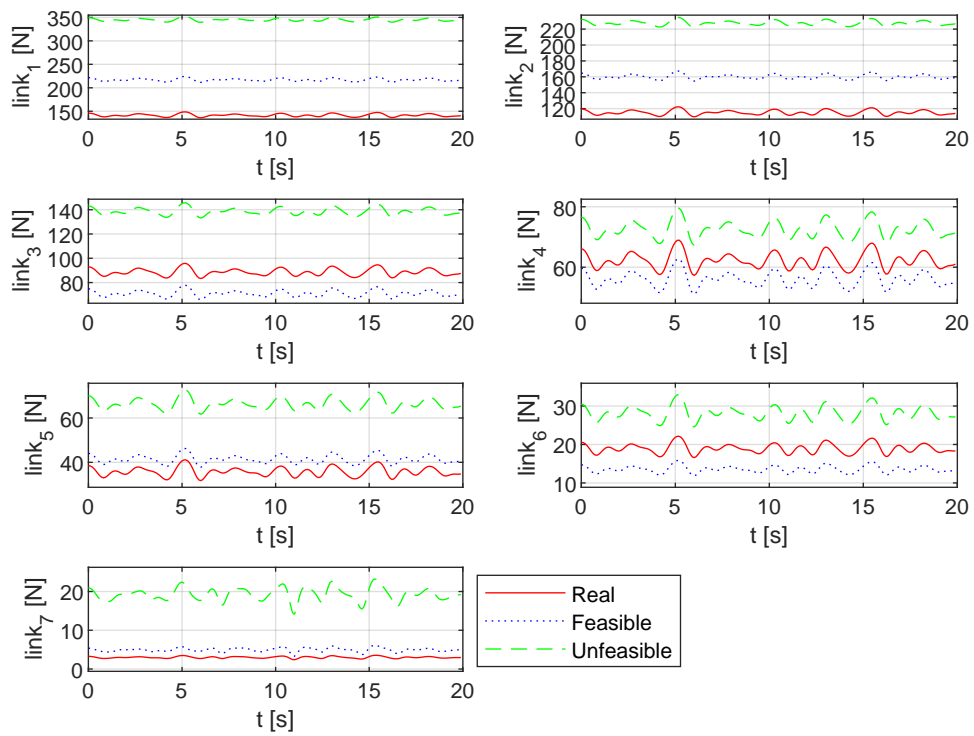 350
300
250
200
150
link₁ [N]
0 5 10 15 20
t [s]
220
200
180
160
140
120
link₂ [N]
0 5 10 15 20
t [s]
140
120
100
80
link₃ [N]
0 5 10 15 20
t [s]
80
60
link₄ [N]
0 5 10 15 20
t [s]
60
40
link₅ [N]
0 5 10 15 20
t [s]
30
20
10
link₆ [N]
0 5 10 15 20
t [s]
20
10
0
link₇ [N]
0 5 10 15 20
t [s]
Real
Feasible
Unfeasible